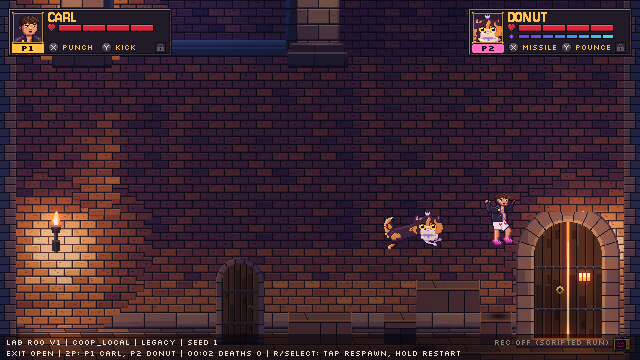 CARL
P1
X PUNCH Y KICK
DONUT
P2
X MISSILE Y POUNCE
LAB ROO V1 | COOP_LOCAL | LEGACY | SEED 1
REC-OFF (SCRIPTED RUN)
EXIT OPEN | 2P: P1 CARL, P2 DONUT | 00:02 DEATHS 0 | R/SELECT: TAP RESPAWN, HOLD RESTART